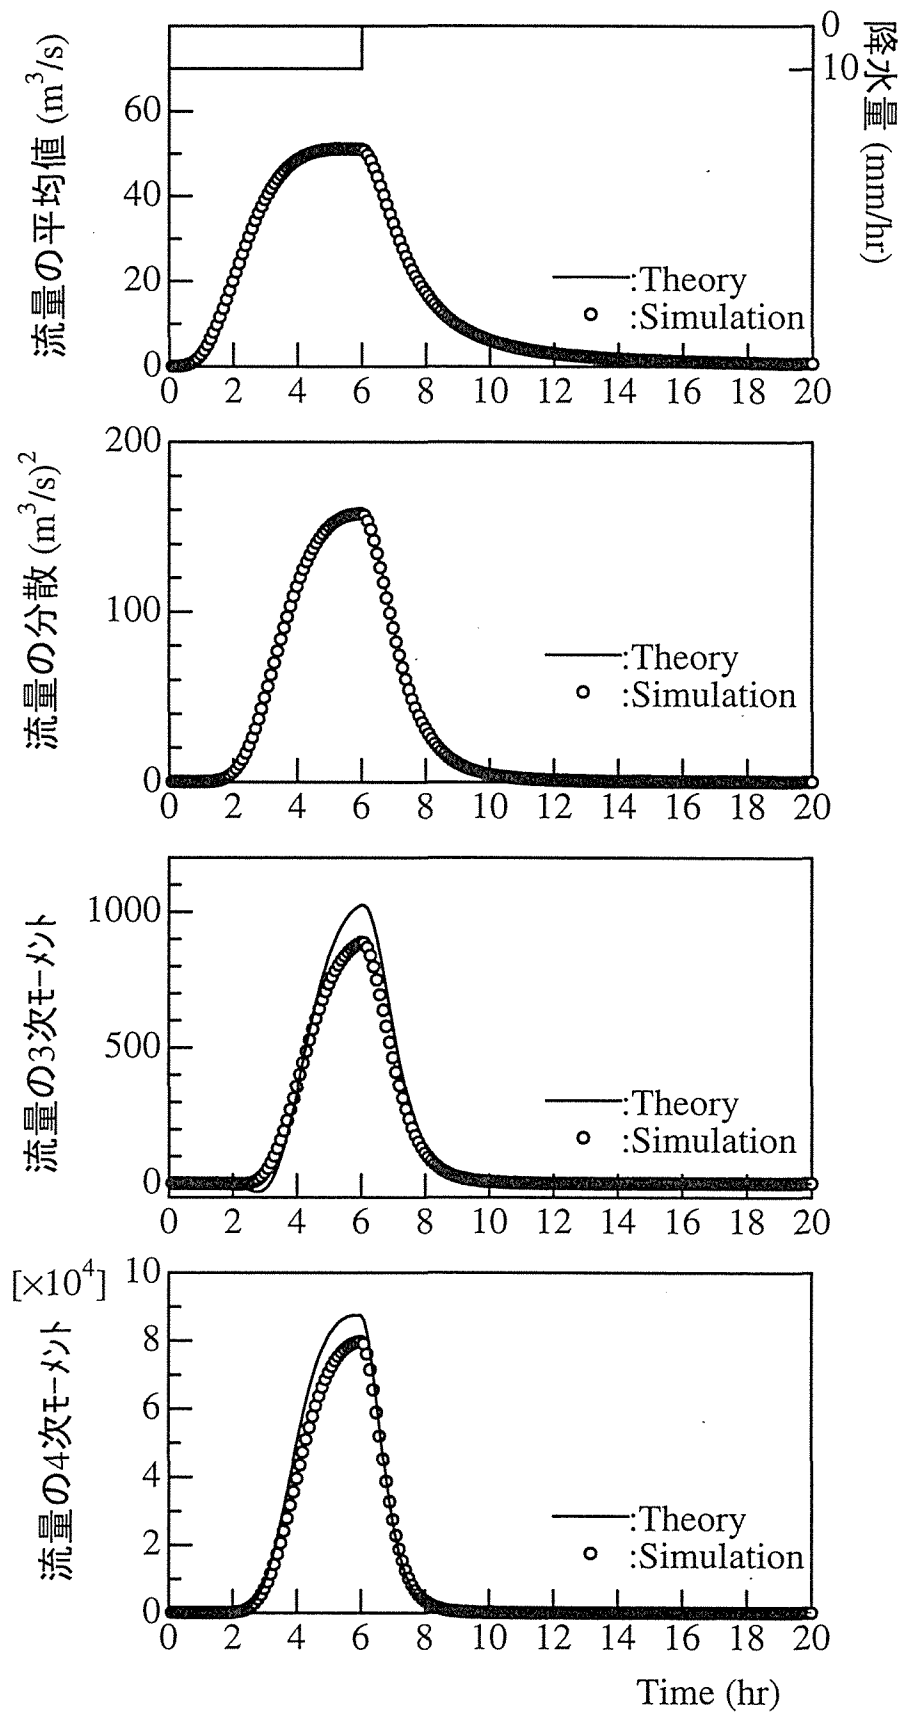 流量の平均値 (m³/s)
降水量 (mm/hr)
0
10
60
40
20
0
:Theory
:Simulation
0 2 4 6 8 10 12 14 16 18 20
流量の分散 (m³/s)²
200
100
0
:Theory
:Simulation
0 2 4 6 8 10 12 14 16 18 20
流量の3次ﾓｰﾒﾝﾄ
1000
500
0
:Theory
:Simulation
0 2 4 6 8 10 12 14 16 18 20
[×10⁴]
流量の4次ﾓｰﾒﾝﾄ
10
8
6
4
2
0
:Theory
:Simulation
0 2 4 6 8 10 12 14 16 18 20
Time (hr)